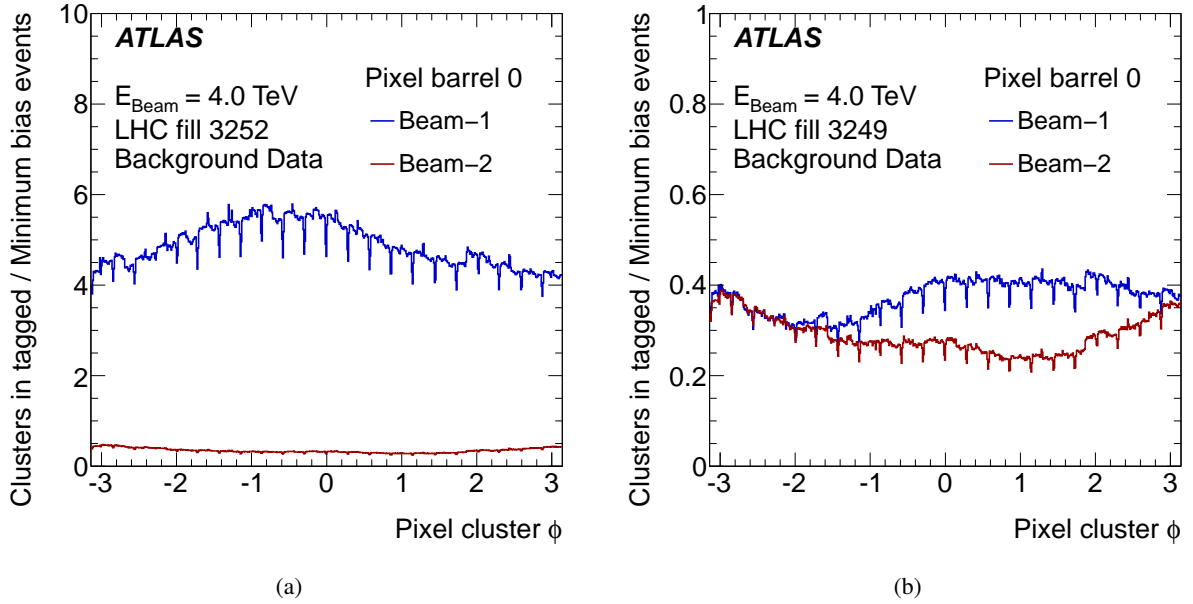 Clusters in tagged / Minimum bias events
10
8
6
4
2
0
ATLAS
E_Beam = 4.0 TeV
LHC fill 3252
Background Data
Pixel barrel 0
Beam−1
Beam−2
-3 -2 -1 0 1 2 3
Pixel cluster ϕ
(a)
Clusters in tagged / Minimum bias events
1
0.8
0.6
0.4
0.2
0
ATLAS
E_Beam = 4.0 TeV
LHC fill 3249
Background Data
Pixel barrel 0
Beam−1
Beam−2
-3 -2 -1 0 1 2 3
Pixel cluster ϕ
(b)